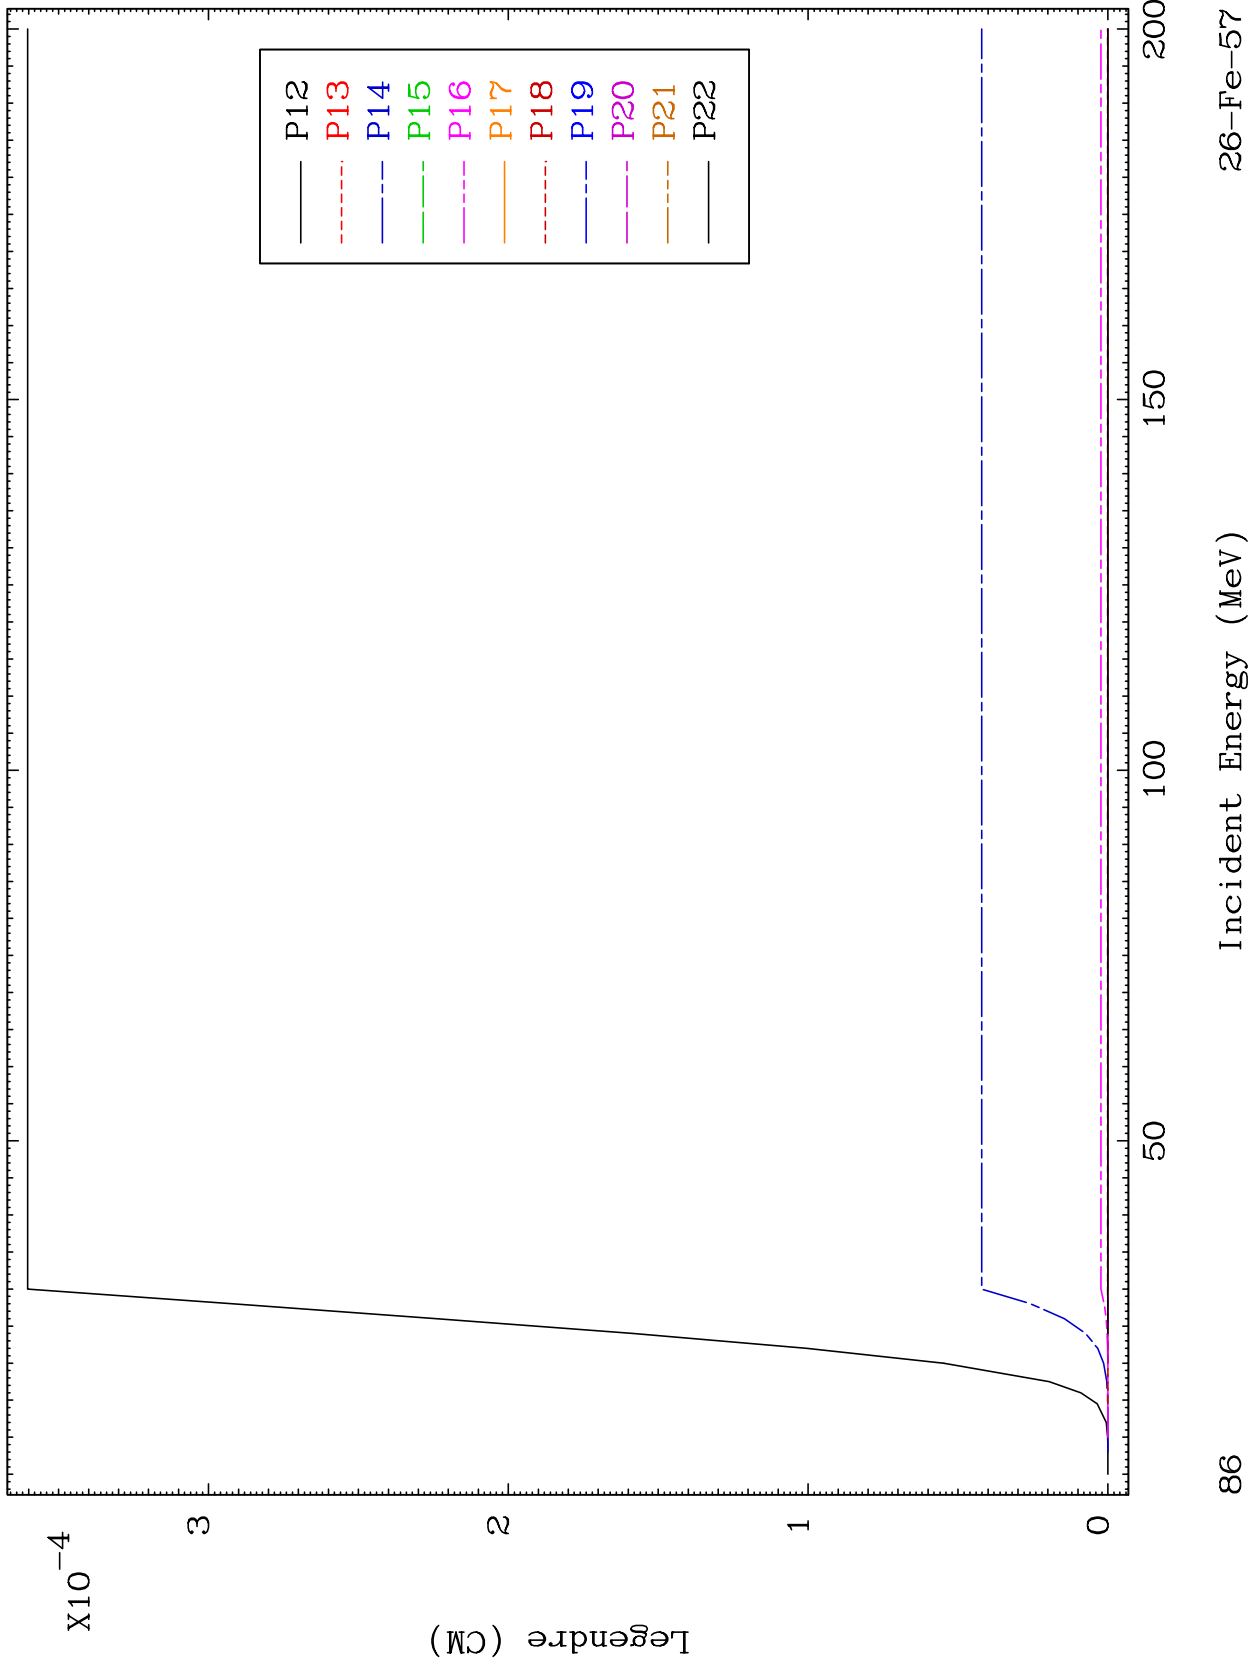 X10
-4
3
2
1
0
Legendre (CM)
P12
P13
P14
P15
P16
P17
P18
P19
P20
P21
P22
50
100
150
200
Incident Energy (MeV)
86
26-Fe-57